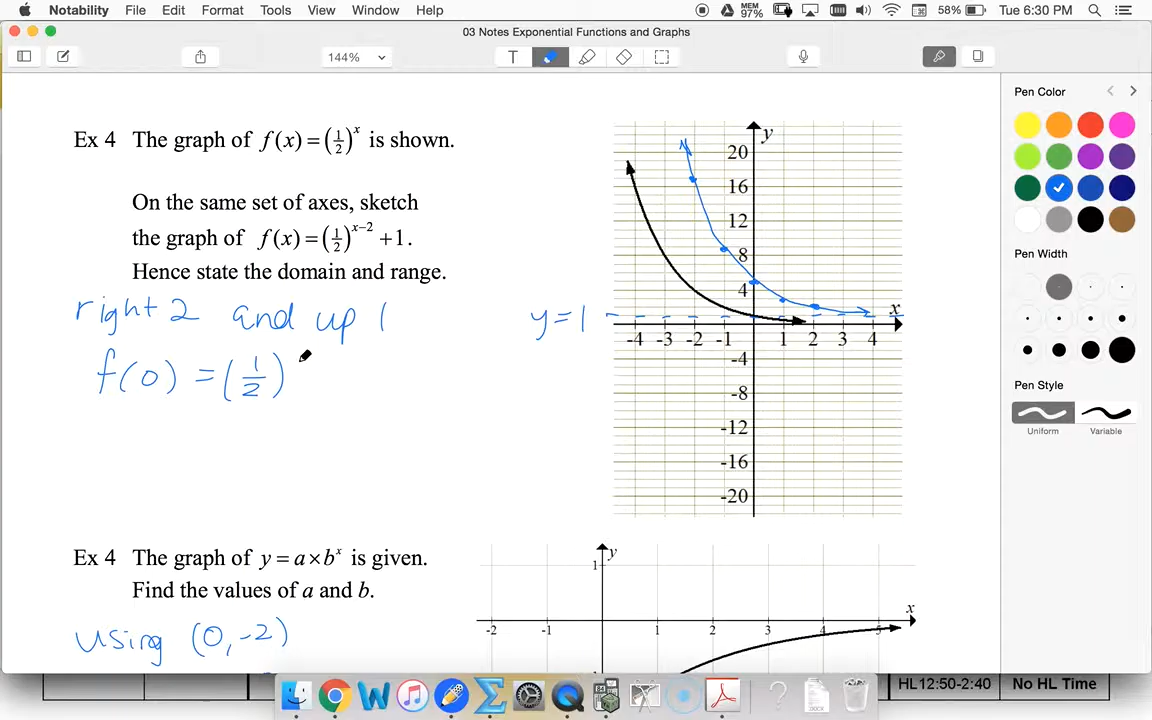 Notability File Edit Format Tools View Window Help MEM 97% 58% Tue 6:30 PM
03 Notes Exponential Functions and Graphs
144% T
Pen Color
Ex 4 The graph of f(x)=(1/2)^x is shown.
On the same set of axes, sketch
the graph of f(x)=(1/2)^(x−2)+1.
Hence state the domain and range.
right 2 and up 1
f(0) = (1/2)
y=1
y
20
16
12
8
4
x
-4 -3 -2 -1 1 2 3 4
-4
-8
-12
-16
-20
Pen Width
Pen Style
Uniform Variable
Ex 4 The graph of y=a×b^x is given.
Find the values of a and b.
using (0,-2)
y
1
x
-2 -1 1 2 3 4 5
HL12:50-2:40 No HL Time